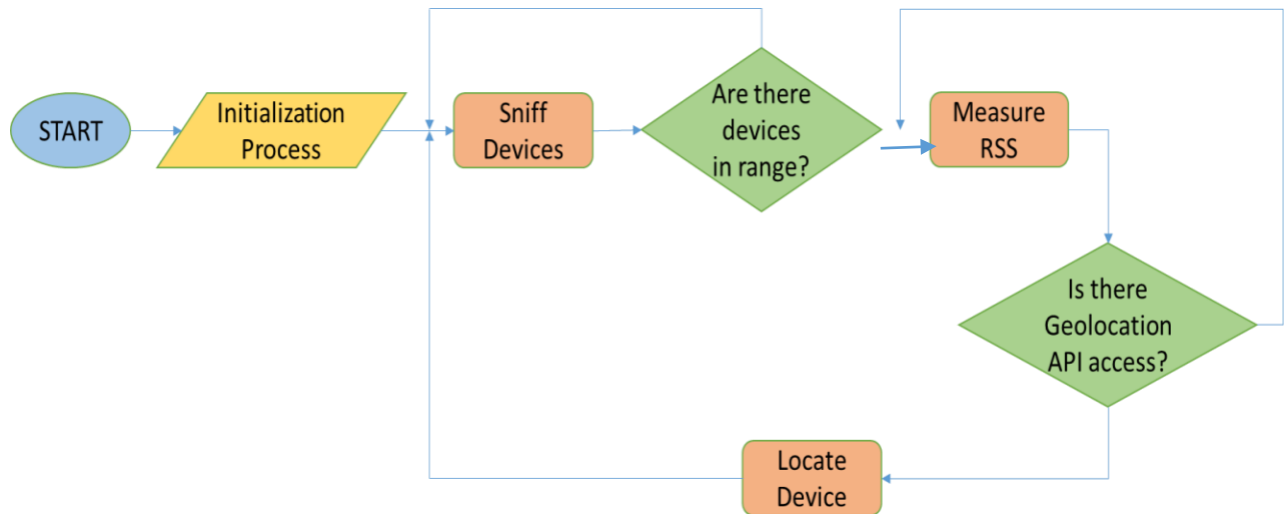 START
Initialization
Process
Sniff
Devices
Are there
devices
in range?
Measure
RSS
Is there
Geolocation
API access?
Locate
Device